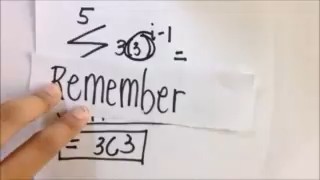 5
Σ 3(3)^i-1 =
Remember
= 363